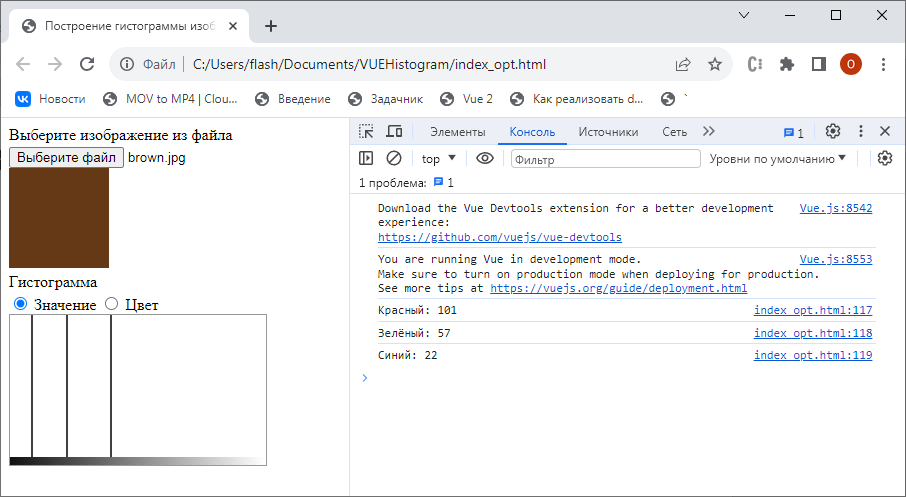 Построение гистограммы изоб
Файл
C:/Users/flash/Documents/VUEHistogram/index_opt.html
O
Новости
MOV to MP4 | Clou...
Введение
Задачник
Vue 2
Как реализовать d...
`
Выберите изображение из файла
Выберите файл brown.jpg
Гистограмма
Значение Цвет
Элементы
Консоль
Источники
Сеть
1
top
Фильтр
Уровни по умолчанию
1 проблема: 1
Download the Vue Devtools extension for a better development Vue.js:8542
experience:
https://github.com/vuejs/vue-devtools
You are running Vue in development mode. Vue.js:8553
Make sure to turn on production mode when deploying for production.
See more tips at https://vuejs.org/guide/deployment.html
Красный: 101 index_opt.html:117
Зелёный: 57 index_opt.html:118
Синий: 22 index_opt.html:119